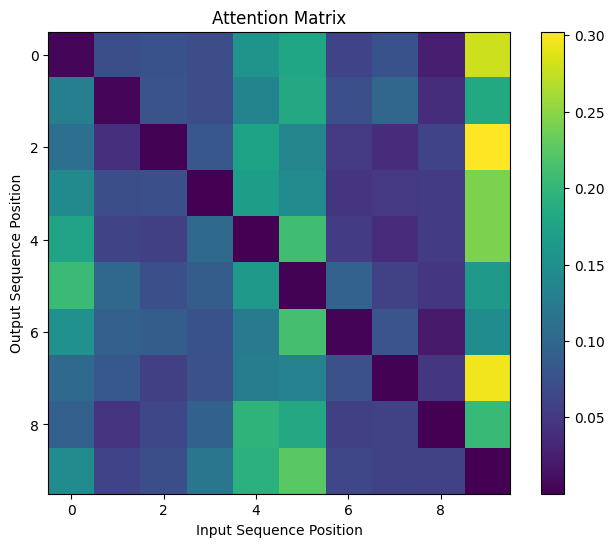 Attention Matrix
0
2
4
6
8
Output Sequence Position
0 2 4 6 8
Input Sequence Position
0.30
0.25
0.20
0.15
0.10
0.05